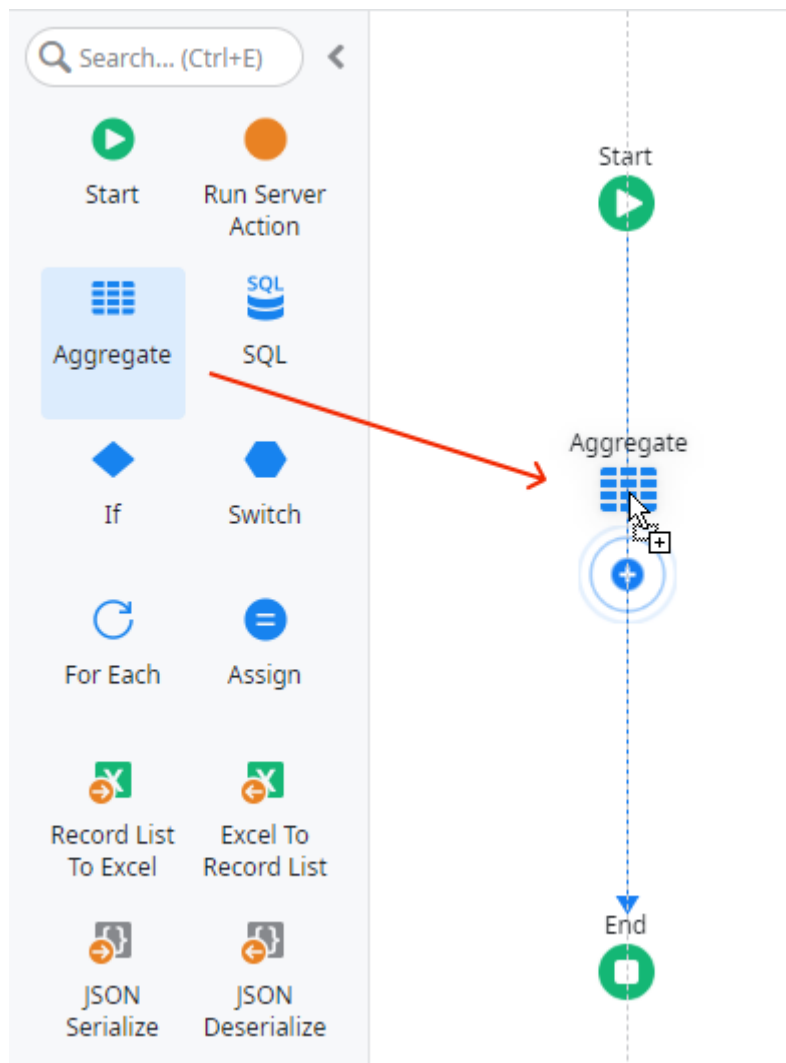 Search... (Ctrl+E)
Start
Run Server
Action
Aggregate
SQL
SQL
If
Switch
For Each
Assign
Record List
To Excel
Excel To
Record List
JSON
Serialize
JSON
Deserialize
Start
Aggregate
End